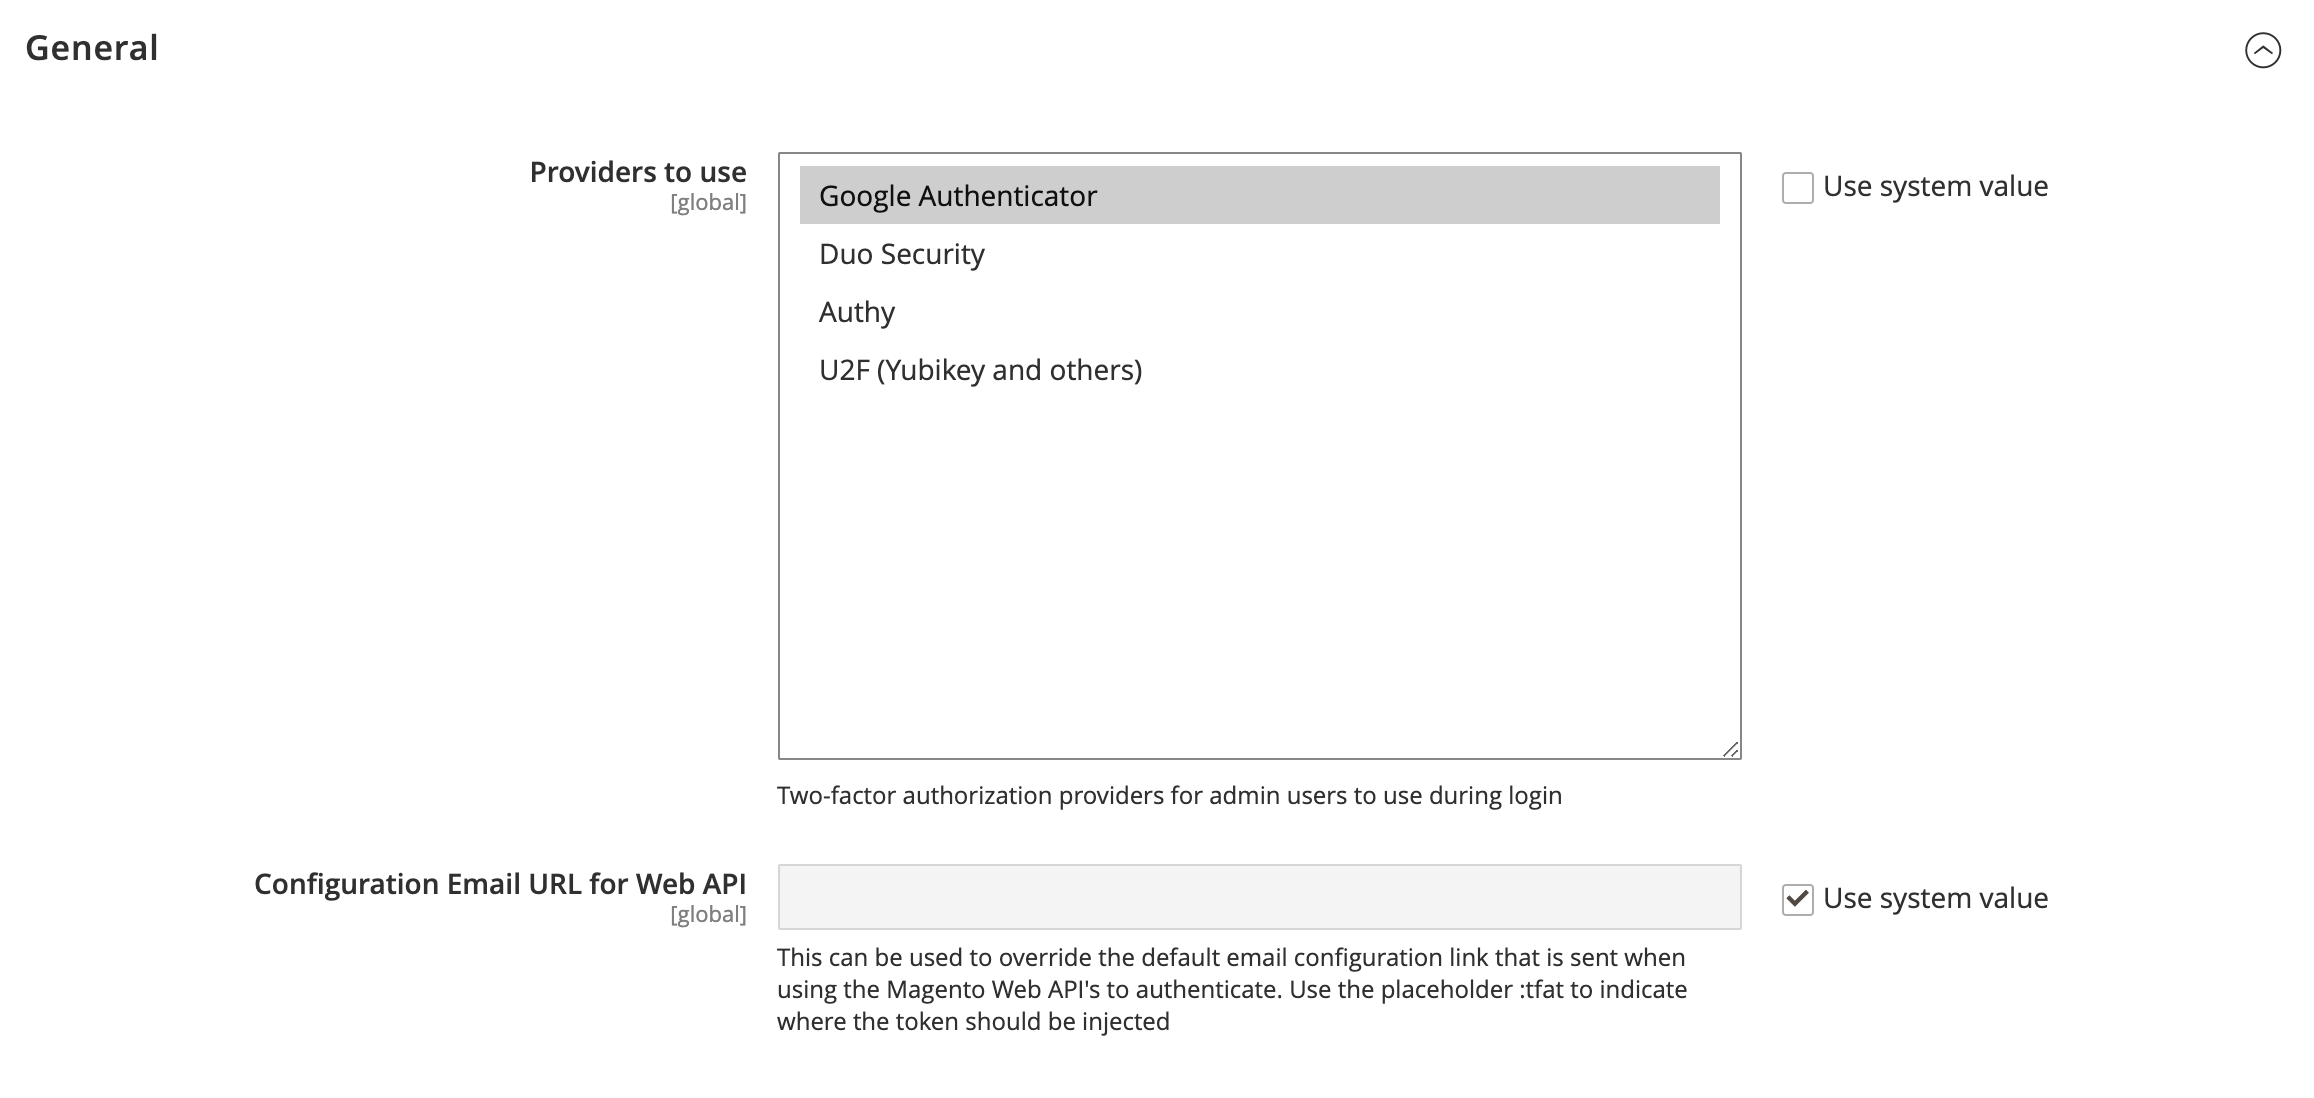 General
Providers to use
[global]
Google Authenticator
Duo Security
Authy
U2F (Yubikey and others)
Use system value
Two-factor authorization providers for admin users to use during login
Configuration Email URL for Web API
[global]
Use system value
This can be used to override the default email configuration link that is sent when
using the Magento Web API's to authenticate. Use the placeholder :tfat to indicate
where the token should be injected